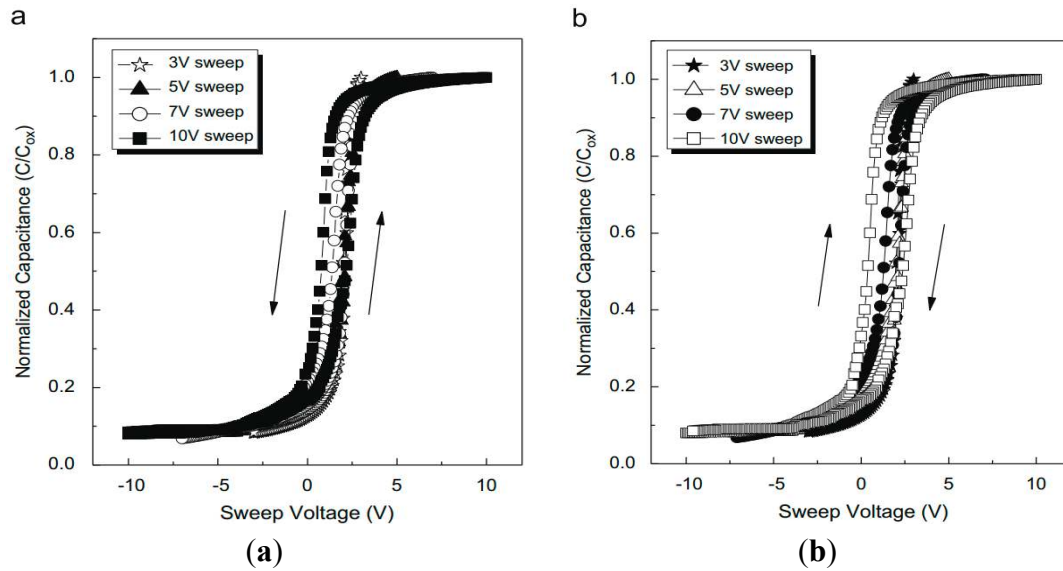 a
3V sweep
5V sweep
7V sweep
10V sweep
1.0
0.8
0.6
0.4
0.2
0.0
Normalized Capacitance (C/Cox)
-10
-5
0
5
10
Sweep Voltage (V)
(a)
b
3V sweep
5V sweep
7V sweep
10V sweep
1.0
0.8
0.6
0.4
0.2
0.0
Normalized Capacitance (C/Cox)
-10
-5
0
5
10
Sweep Voltage (V)
(b)